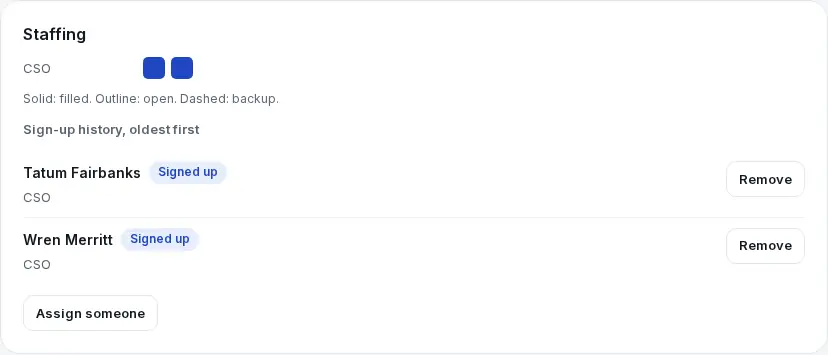 Staffing
CSO
Solid: filled. Outline: open. Dashed: backup.
Sign-up history, oldest first
Tatum Fairbanks Signed up Remove
CSO
Wren Merritt Signed up Remove
CSO
Assign someone